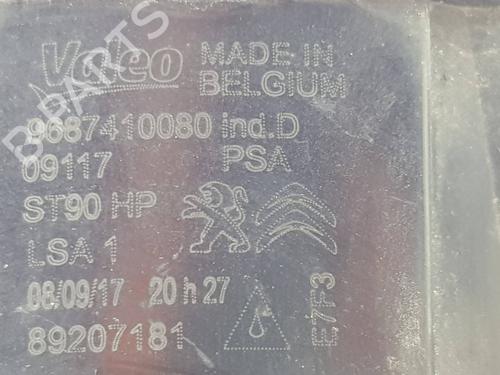 B PARTS
Valeo
MADE IN
BELGIUM
9687410080 ind.D
09117 PSA
ST90 HP
LSA 1
08/09/17 20 h 27
89207181
E7F3